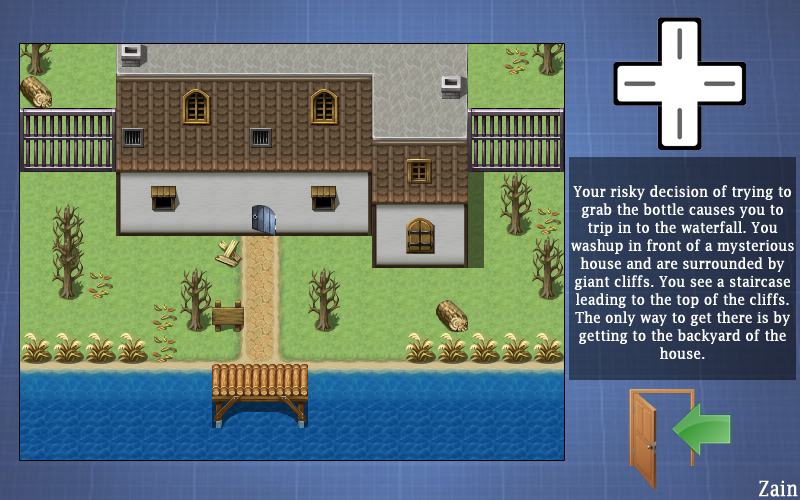 Your risky decision of trying to
grab the bottle causes you to
trip in to the waterfall. You
washup in front of a mysterious
house and are surrounded by
giant cliffs. You see a staircase
leading to the top of the cliffs.
The only way to get there is by
getting to the backyard of the
house.
Zain